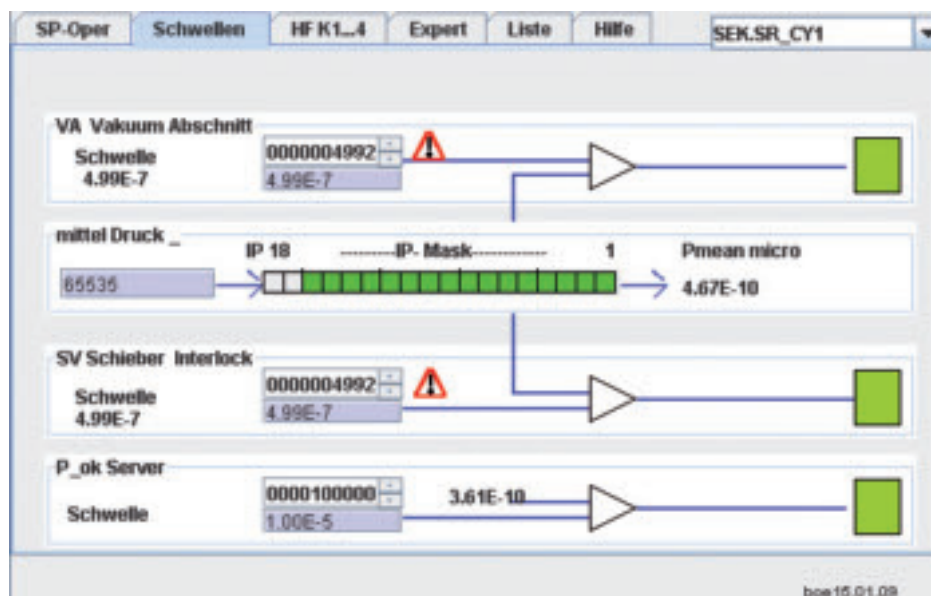 SP-Oper Schwellen HF K1...4 Expert Liste Hilfe SEK.SR_CY1
VA Vakuum Abschnitt
Schwelle 0000004992
4.99E-7 4.99E-7
mittel Druck _
IP 18 ---------IP- Mask------------- 1 Pmean micro
65535 4.67E-10
SV Schieber Interlock
Schwelle 0000004992
4.99E-7 4.99E-7
P_ok Server
Schwelle 0000100000 3.61E-10
1.00E-5
boe15.01.09